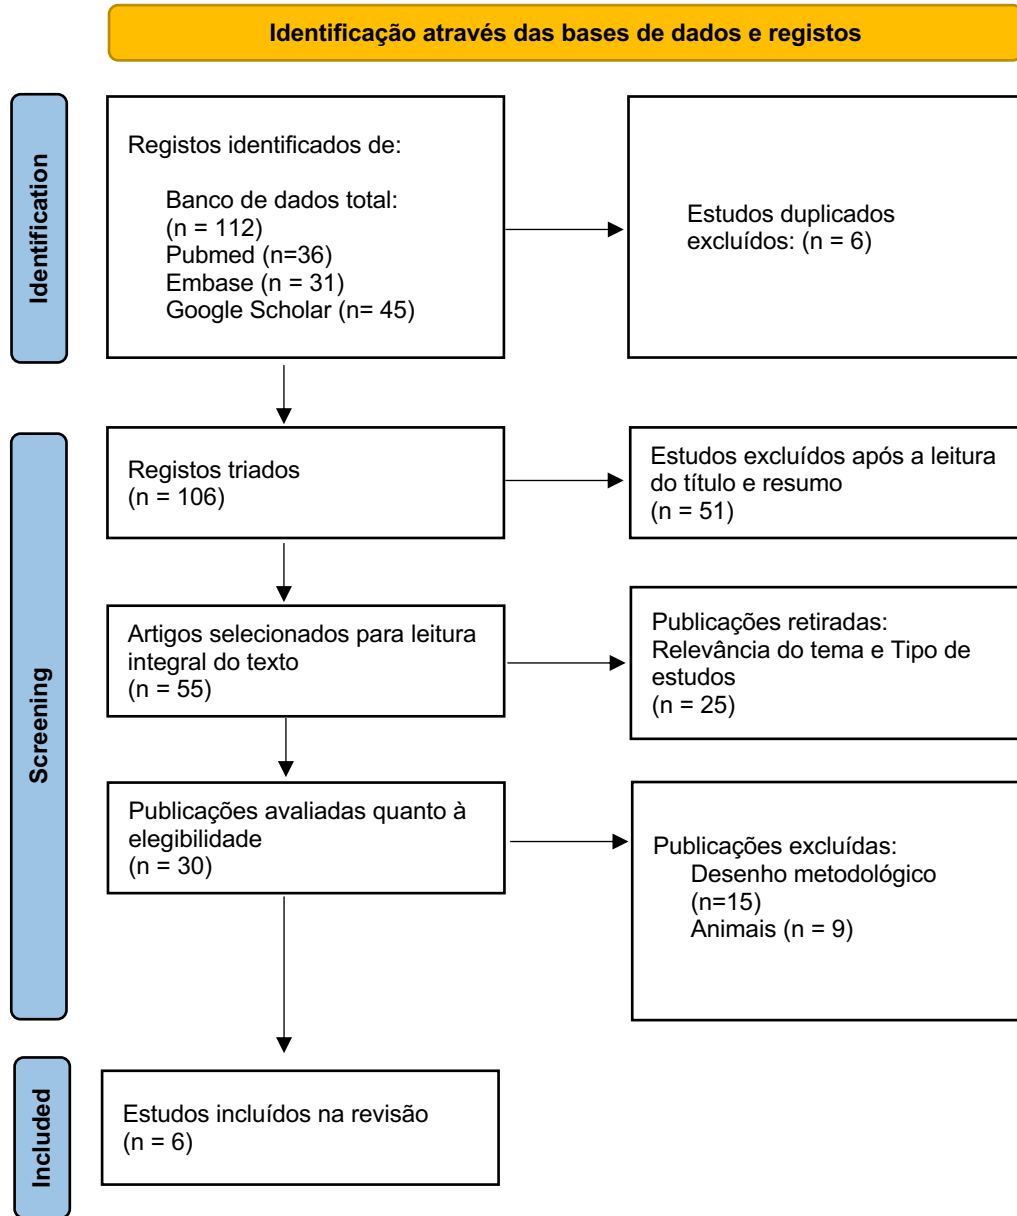 Identificação através das bases de dados e registos
Identification
Registos identificados de:
Banco de dados total:
(n = 112)
Pubmed (n=36)
Embase (n = 31)
Google Scholar (n= 45)
Estudos duplicados
excluídos: (n = 6)
Screening
Registos triados
(n = 106)
Estudos excluídos após a leitura
do título e resumo
(n = 51)
Artigos selecionados para leitura
integral do texto
(n = 55)
Publicações retiradas:
Relevância do tema e Tipo de
estudos
(n = 25)
Publicações avaliadas quanto à
elegibilidade
(n = 30)
Publicações excluídas:
Desenho metodológico
(n=15)
Animais (n = 9)
Included
Estudos incluídos na revisão
(n = 6)